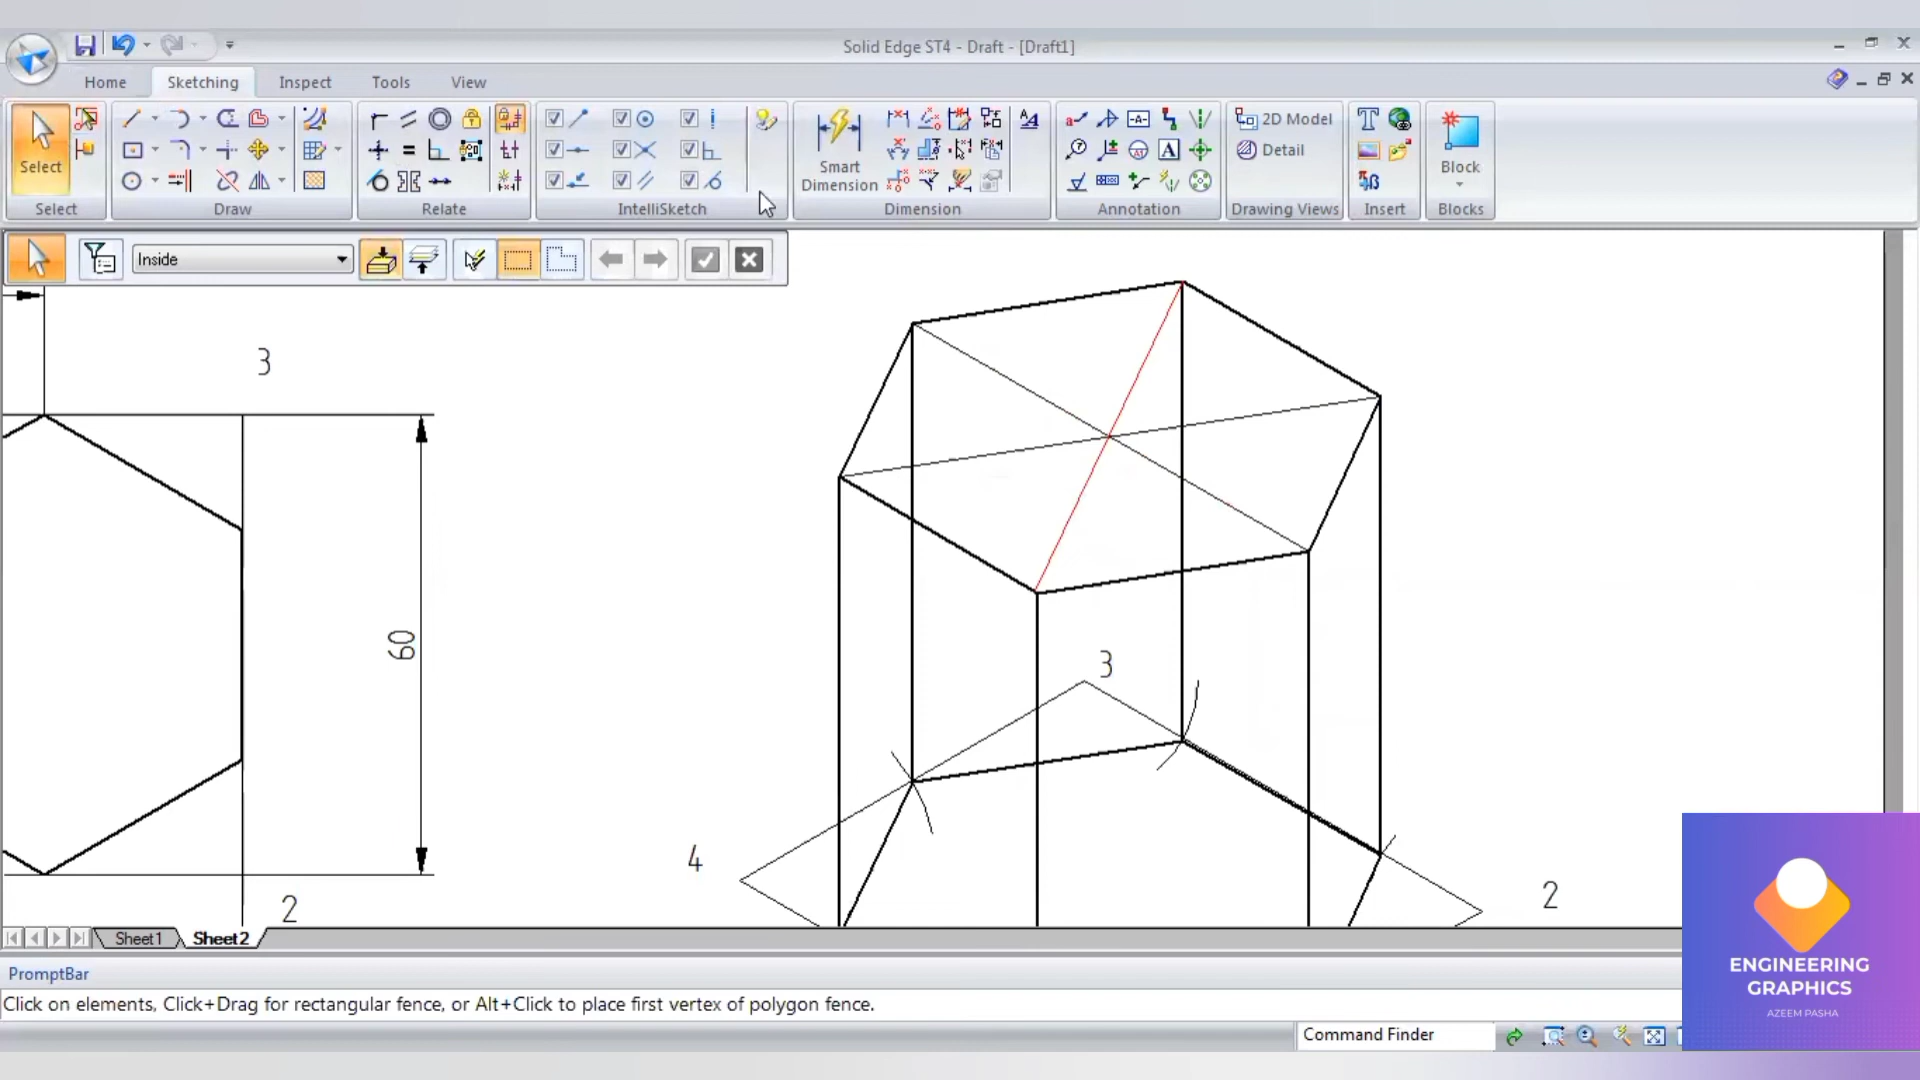 Solid Edge ST4 - Draft - [Draft1]
Home Sketching Inspect Tools View
Select
Smart Dimension
2D Model
Detail
Block
Select Draw Relate IntelliSketch Dimension Annotation Drawing Views Insert Blocks
Inside
3
60
2
3
4
2
Sheet1 Sheet2
PromptBar
Click on elements, Click+Drag for rectangular fence, or Alt+Click to place first vertex of polygon fence.
Command Finder
ENGINEERING
GRAPHICS
AZEEM PASHA